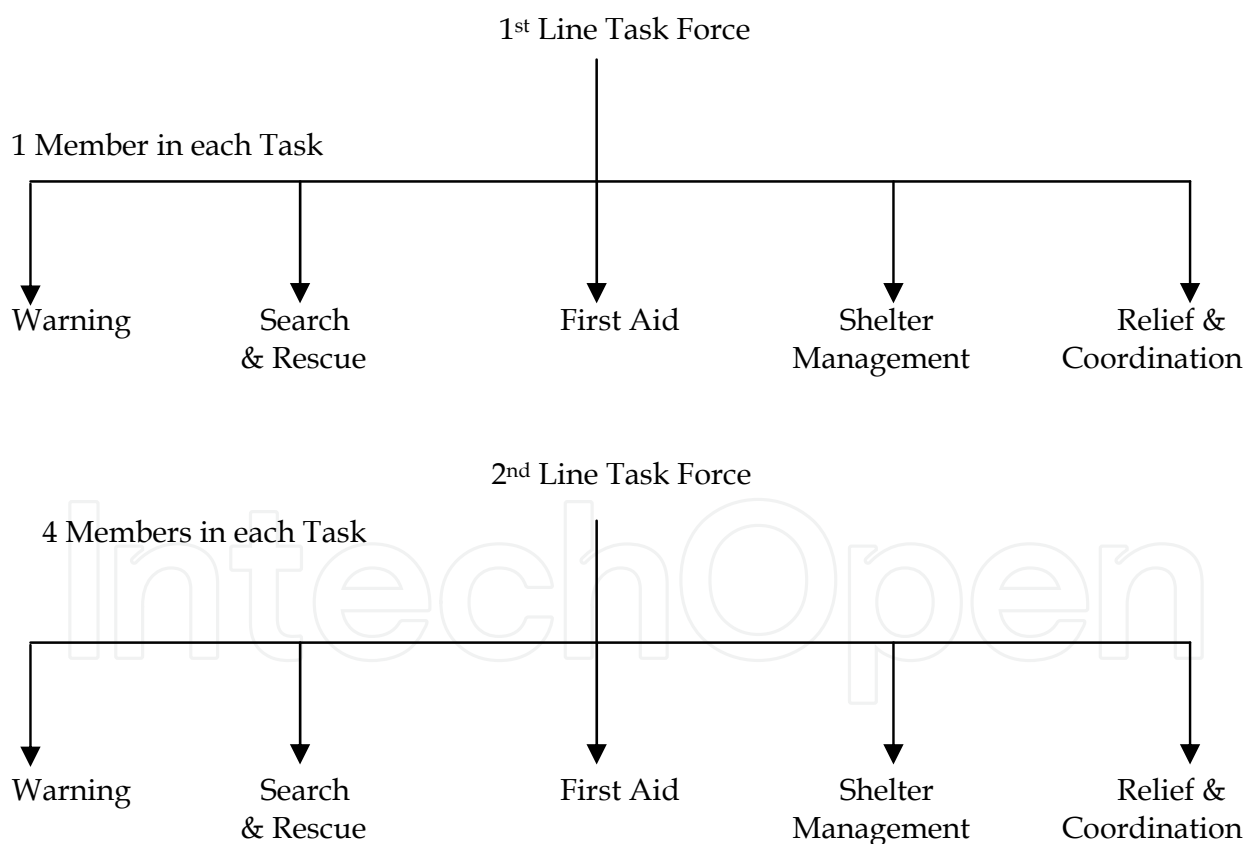 1st Line Task Force
1 Member in each Task
Warning
Search
& Rescue
First Aid
Shelter
Management
Relief &
Coordination
2nd Line Task Force
4 Members in each Task
IntechOpen
Warning
Search
& Rescue
First Aid
Shelter
Management
Relief &
Coordination